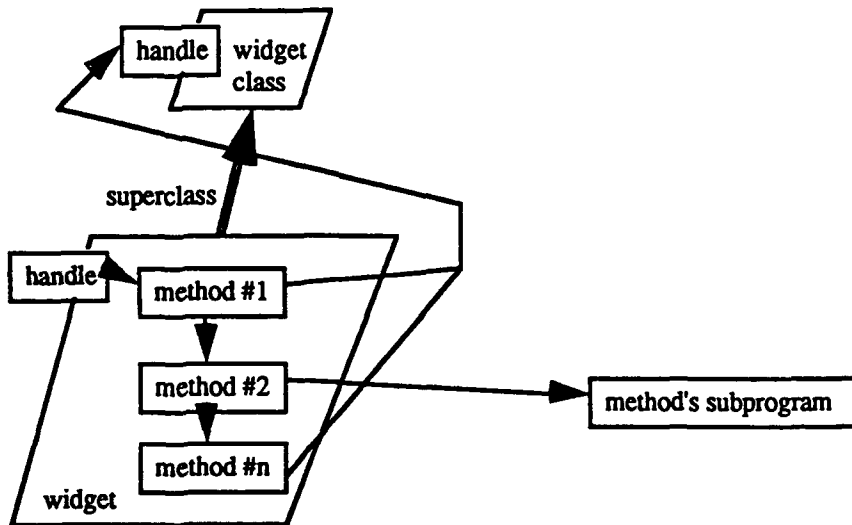 handle
widget
class
superclass
handle
method #1
method #2
method's subprogram
method #n
widget